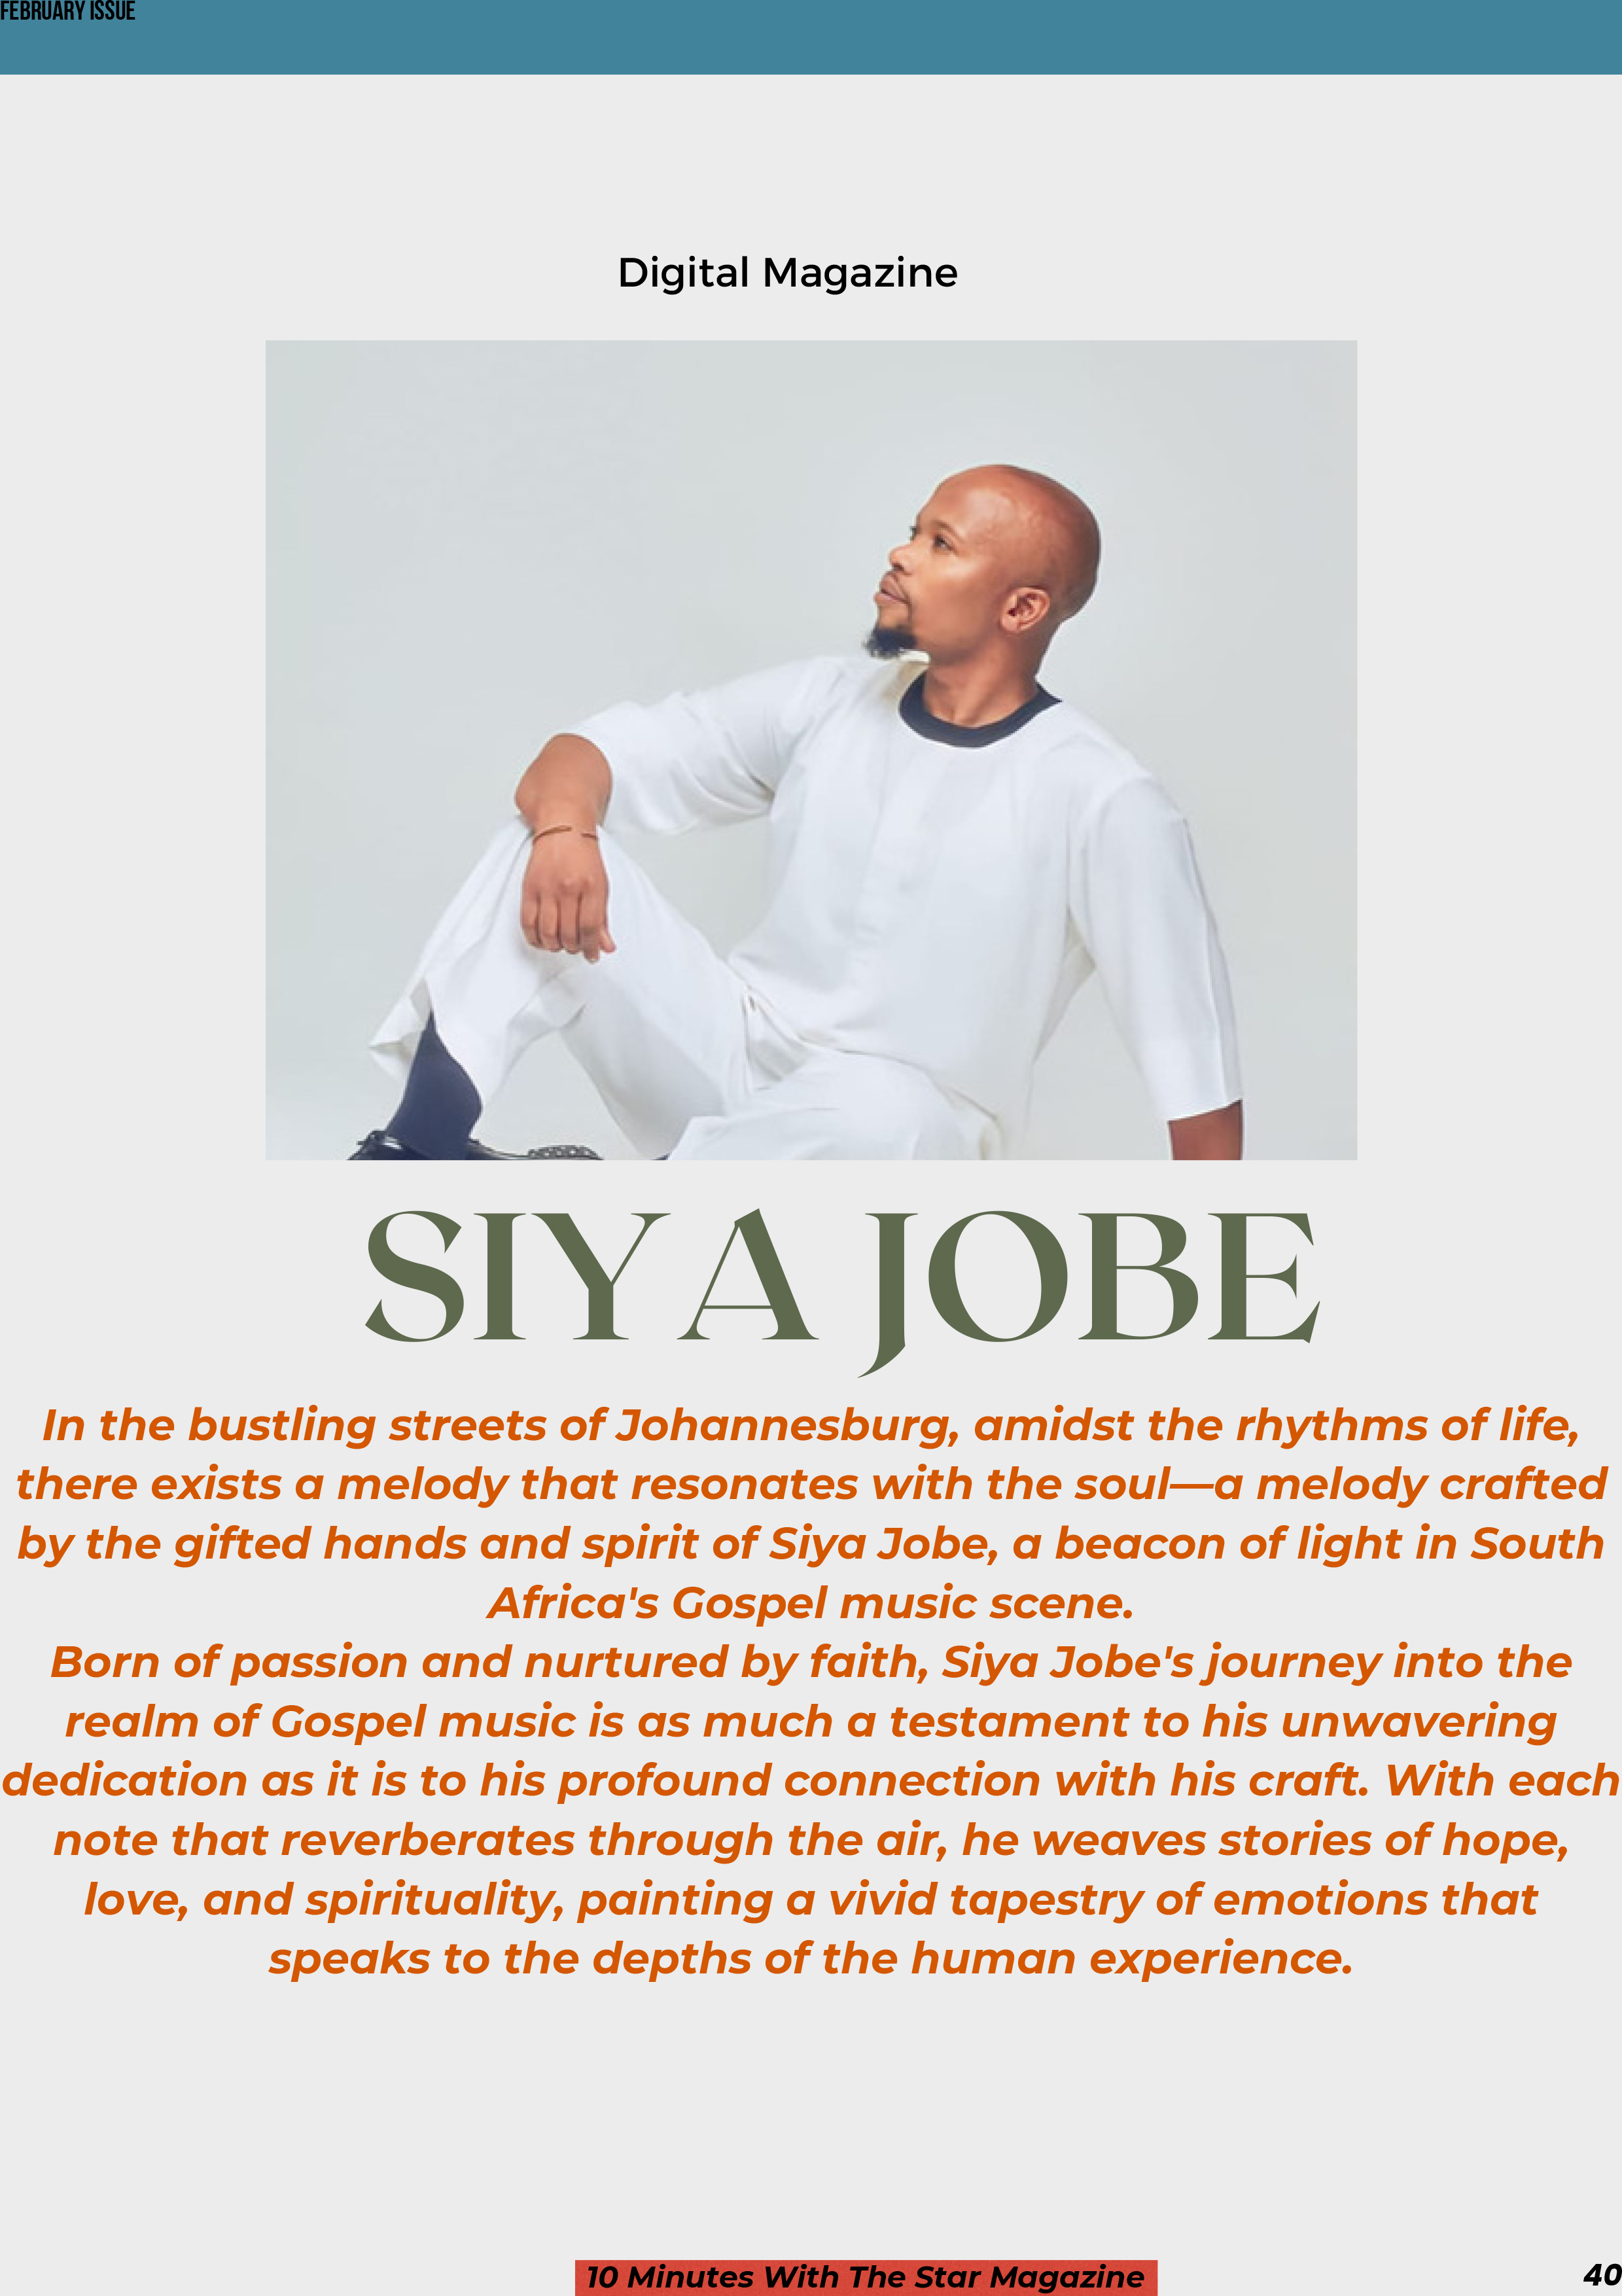 FEBRUARY ISSUE
Digital Magazine
SIYA JOBE
In the bustling streets of Johannesburg, amidst the rhythms of life,
there exists a melody that resonates with the soul—a melody crafted
by the gifted hands and spirit of Siya Jobe, a beacon of light in South
Africa's Gospel music scene.
Born of passion and nurtured by faith, Siya Jobe's journey into the
realm of Gospel music is as much a testament to his unwavering
dedication as it is to his profound connection with his craft. With each
note that reverberates through the air, he weaves stories of hope,
love, and spirituality, painting a vivid tapestry of emotions that
speaks to the depths of the human experience.
10 Minutes With The Star Magazine
40